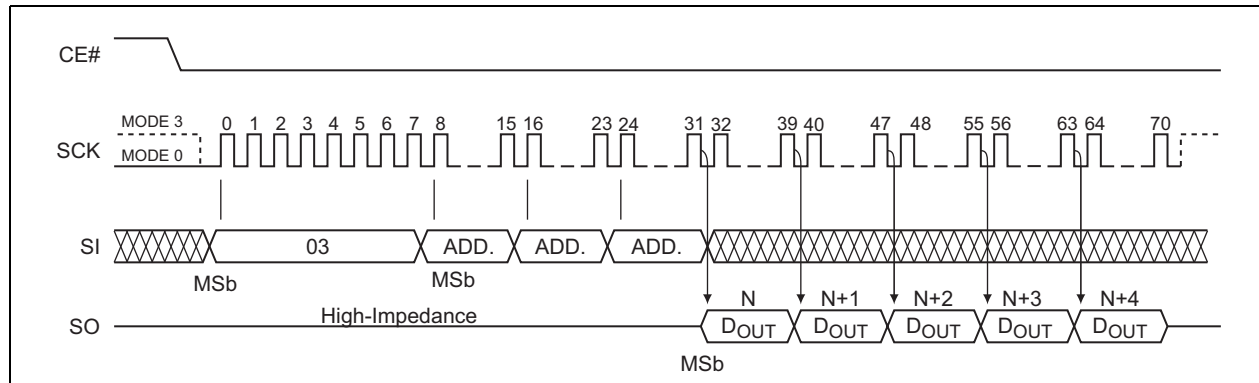 CE#
MODE 3
MODE 0
SCK
0 1 2 3 4 5 6 7 8 15 16 23 24 31 32 39 40 47 48 55 56 63 64 70
SI
03 ADD. ADD. ADD.
MSb MSb
N N+1 N+2 N+3 N+4
SO
High-Impedance
DOUT DOUT DOUT DOUT DOUT
MSb